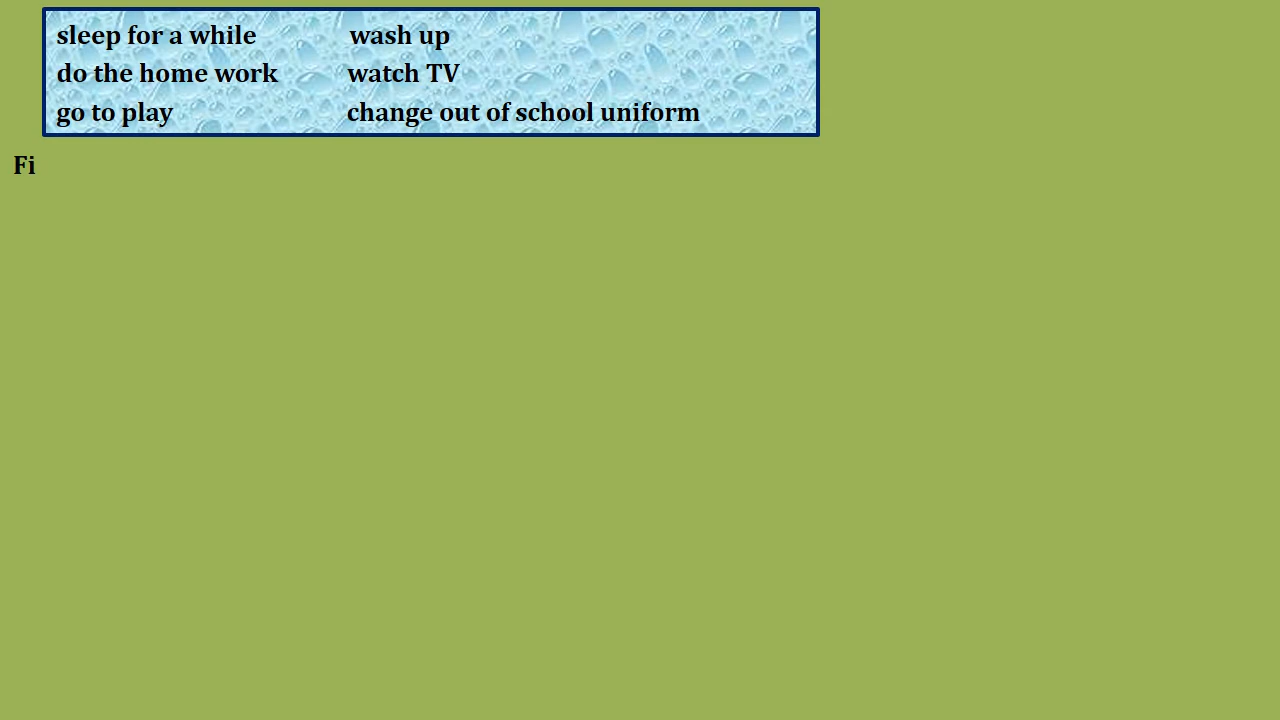 sleep for a while wash up
do the home work watch TV
go to play change out of school uniform
Fi